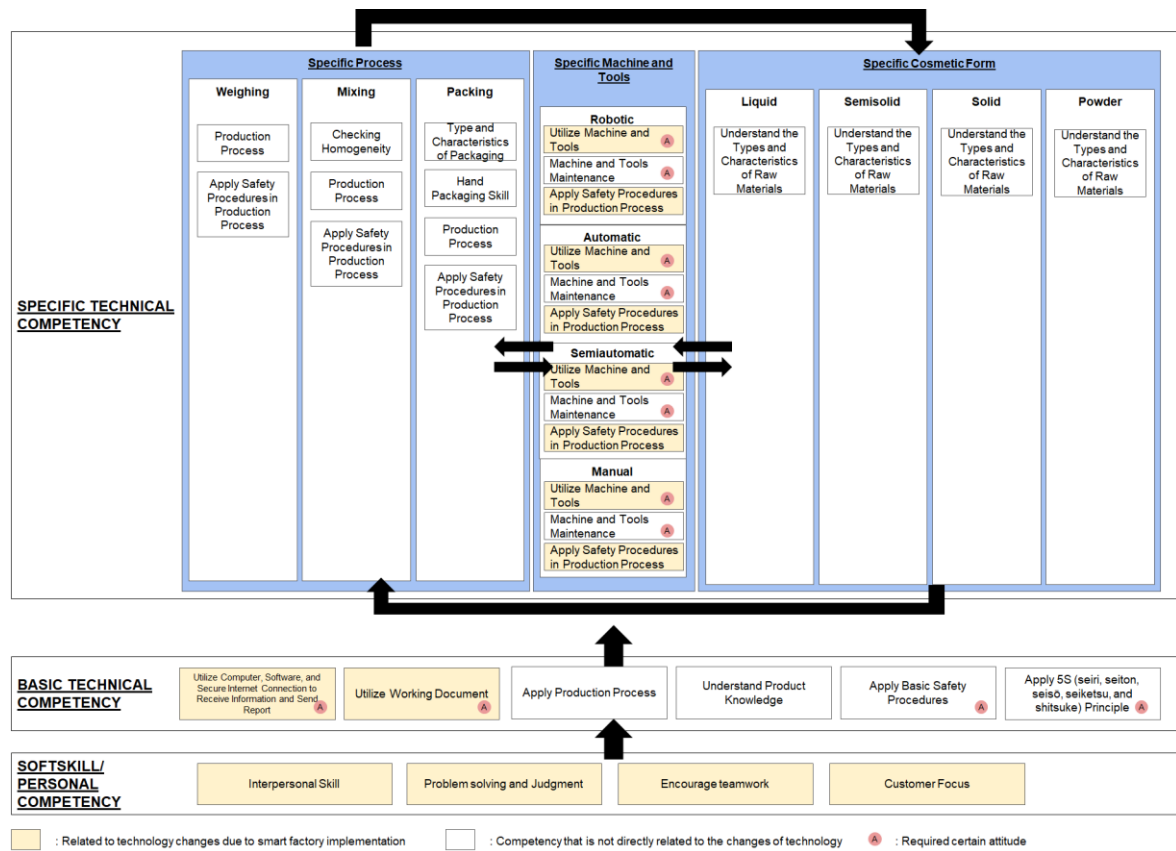 SPECIFIC TECHNICAL
COMPETENCY
Specific Process
Weighing
Production
Process
Apply Safety
Procedures in
Production
Process
Mixing
Checking
Homogeneity
Production
Process
Apply Safety
Procedures in
Production
Process
Packing
Type and
Characteristics
of Packaging
Hand
Packaging Skill
Production
Process
Apply Safety
Procedures in
Production
Process
Specific Machine and
Tools
Robotic
Utilize Machine and
Tools A
Machine and Tools
Maintenance A
Apply Safety Procedures
in Production Process
Automatic
Utilize Machine and
Tools A
Machine and Tools
Maintenance A
Apply Safety Procedures
in Production Process
Semiautomatic
Utilize Machine and
Tools A
Machine and Tools
Maintenance A
Apply Safety Procedures
in Production Process
Manual
Utilize Machine and
Tools A
Machine and Tools
Maintenance A
Apply Safety Procedures
in Production Process
Specific Cosmetic Form
Liquid
Understand the
Types and
Characteristics
of Raw
Materials
Semisolid
Understand the
Types and
Characteristics
of Raw
Materials
Solid
Understand the
Types and
Characteristics
of Raw
Materials
Powder
Understand the
Types and
Characteristics
of Raw
Materials
BASIC TECHNICAL
COMPETENCY
Utilize Computer, Software, and
Secure Internet Connection to
Receive Information and Send
Report A
Utilize Working Document
A
Apply Production Process
Understand Product
Knowledge
Apply Basic Safety
Procedures A
Apply 5S (seiri, seiton,
seisō, seiketsu, and
shitsuke) Principle A
SOFTSKILL/
PERSONAL
COMPETENCY
Interpersonal Skill
Problem solving and Judgment
Encourage teamwork
Customer Focus
: Related to technology changes due to smart factory implementation
: Competency that is not directly related to the changes of technology
A : Required certain attitude